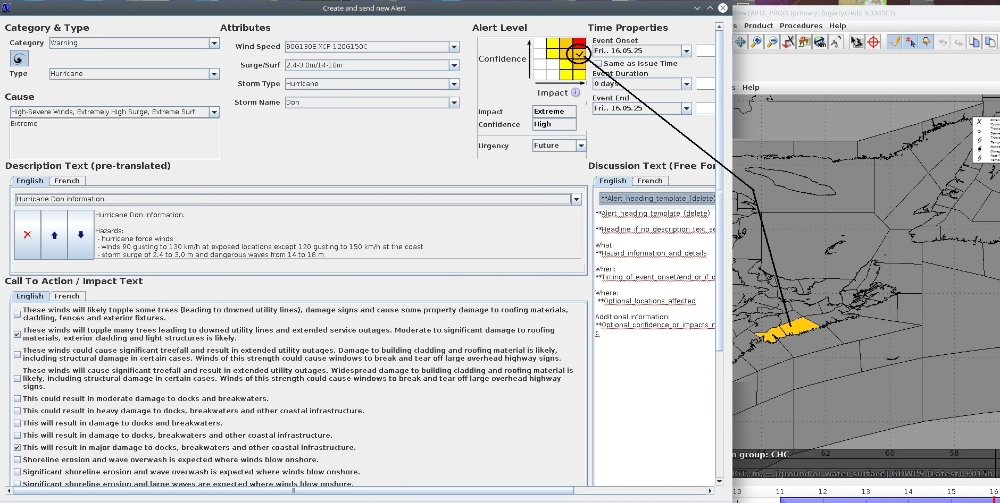 Create and send new Alert
Category & Type
Category
Warning
Type
Hurricane
Cause
High-Severe Winds, Extremely High Surge, Extreme Surf
Extreme
Attributes
Wind Speed
90G130E XCP 120G150C
Surge/Surf
2.4-3.0m/14-18m
Storm Type
Hurricane
Storm Name
Don
Alert Level
Confidence
Impact
Impact
Extreme
Confidence
High
Urgency
Future
Time Properties
Event Onset
Fri.. 16.05.25
Same as Issue Time
Event Duration
0 days
Event End
Fri.. 16.05.25
Description Text (pre-translated)
English
French
Hurricane Don information.
Hurricane Don information.
Hazards:
- hurricane force winds
- winds 90 gusting to 130 km/h at exposed locations except 120 gusting to 150 km/h at the coast
- storm surge of 2.4 to 3.0 m and dangerous waves from 14 to 18 m
Discussion Text (Free For
English
French
**Alert_heading_template_(delete)
**Alert_heading_template_(delete)
**Headline_if_no_description_text_se
What:
**Hazard_information_and_details
When:
**Timing_of_event_onset/end_or_if_c
Where:
**Optional_locations_affected
Additional information:
**Optional_confidence_or_impacts_n
c
Call To Action / Impact Text
English
French
These winds will likely topple some trees {leading to downed utility lines}, damage signs and cause some property damage to roofing materials,
cladding, fences and exterior fixtures.
These winds will topple many trees leading to downed utility lines and extended service outages. Moderate to significant damage to roofing
materials, exterior cladding and light structures is likely.
These winds could cause significant treefall and result in extended utility outages. Damage to building cladding and roofing material is likely,
including structural damage in certain cases. Winds of this strength could cause windows to break and tear off large overhead highway signs.
These winds will cause significant treefall and result in extended utility outages. Widespread damage to building cladding and roofing material is
likely, including structural damage in certain cases. Winds of this strength could cause windows to break and tear off large overhead highway
signs.
This could result in moderate damage to docks and breakwaters.
This could result in heavy damage to docks, breakwaters and other coastal infrastructure.
This will result in damage to docks and breakwaters.
This will result in damage to docks, breakwaters and other coastal infrastructure.
This will result in major damage to docks, breakwaters and other coastal infrastructure.
Shoreline erosion and wave overwash is expected where winds blow onshore.
Significant shoreline erosion and wave overwash is expected where winds blow onshore.
Significant shoreline erosion and large waves are expected where winds blow onshore.
dow (WHX_PROJ1 [primary] fogartyc/edit 9.3.MSC1)
s Product Procedures Help
km
s Help
64 62 60 58
n group: CHC
IGT, m, -- [ground or water surface] GDWPS (Latest) +015h
10 11 12 13 14 15 16